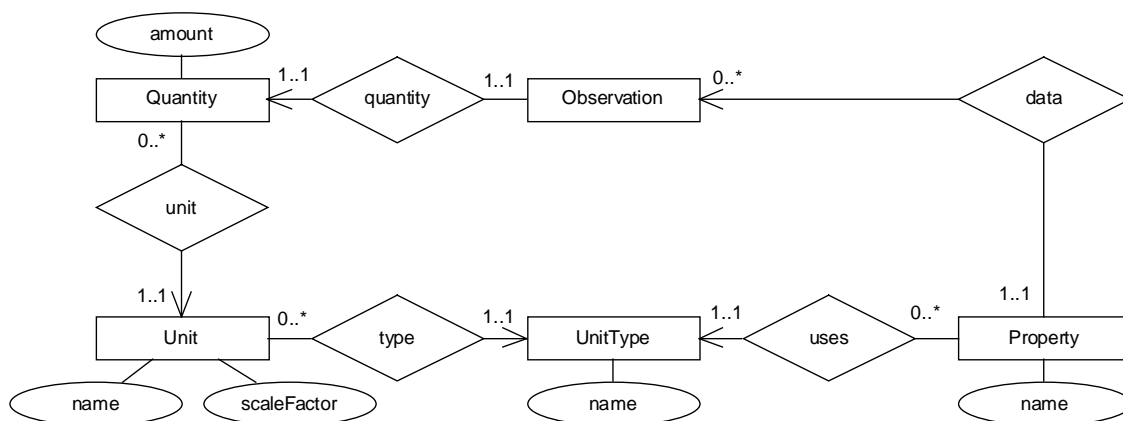 amount
1..1
1..1
0..*
Quantity
quantity
Observation
data
0..*
unit
1..1
0..*
1..1
1..1
0..*
1..1
Unit
type
UnitType
uses
Property
name
scaleFactor
name
name